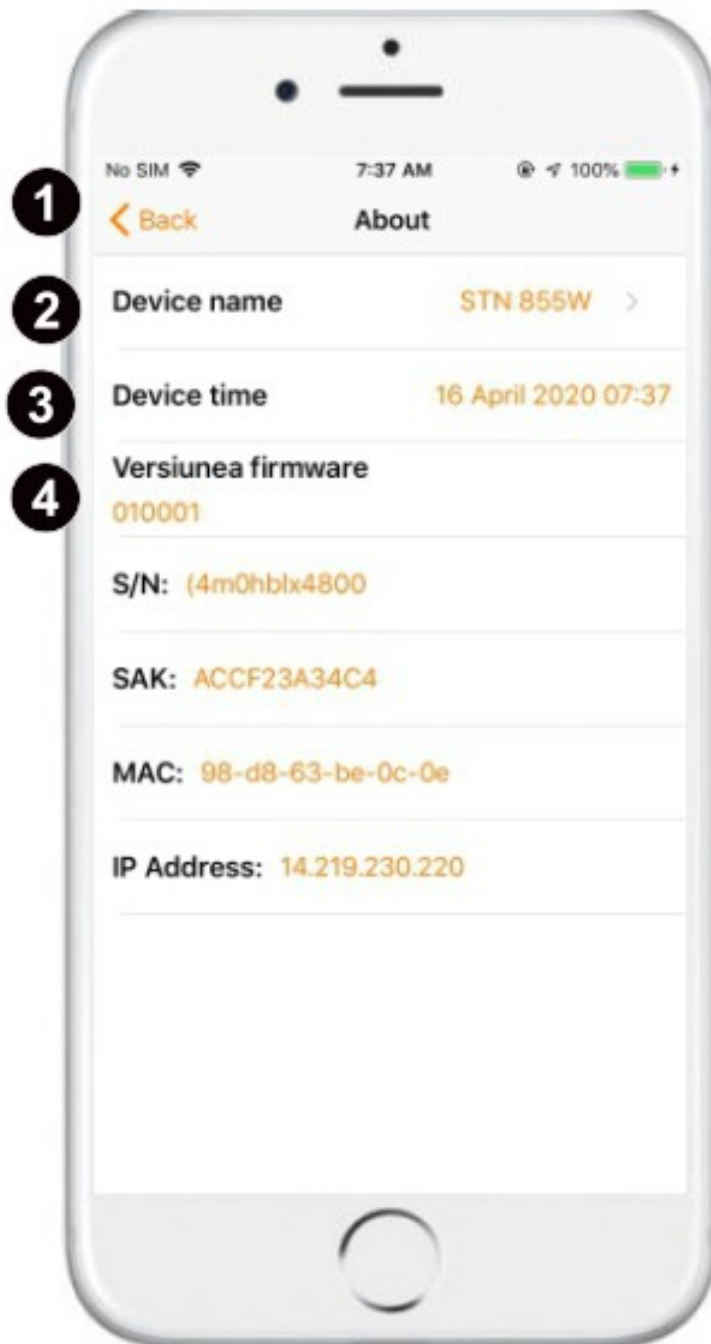 No SIM 7:37 AM 100%
1 Back About
2 Device name STN 855W
3 Device time 16 April 2020 07:37
Versiunea firmware
4 010001
S/N: (4m0hblx4800
SAK: ACCF23A34C4
MAC: 98-d8-63-be-0c-0e
IP Address: 14.219.230.220